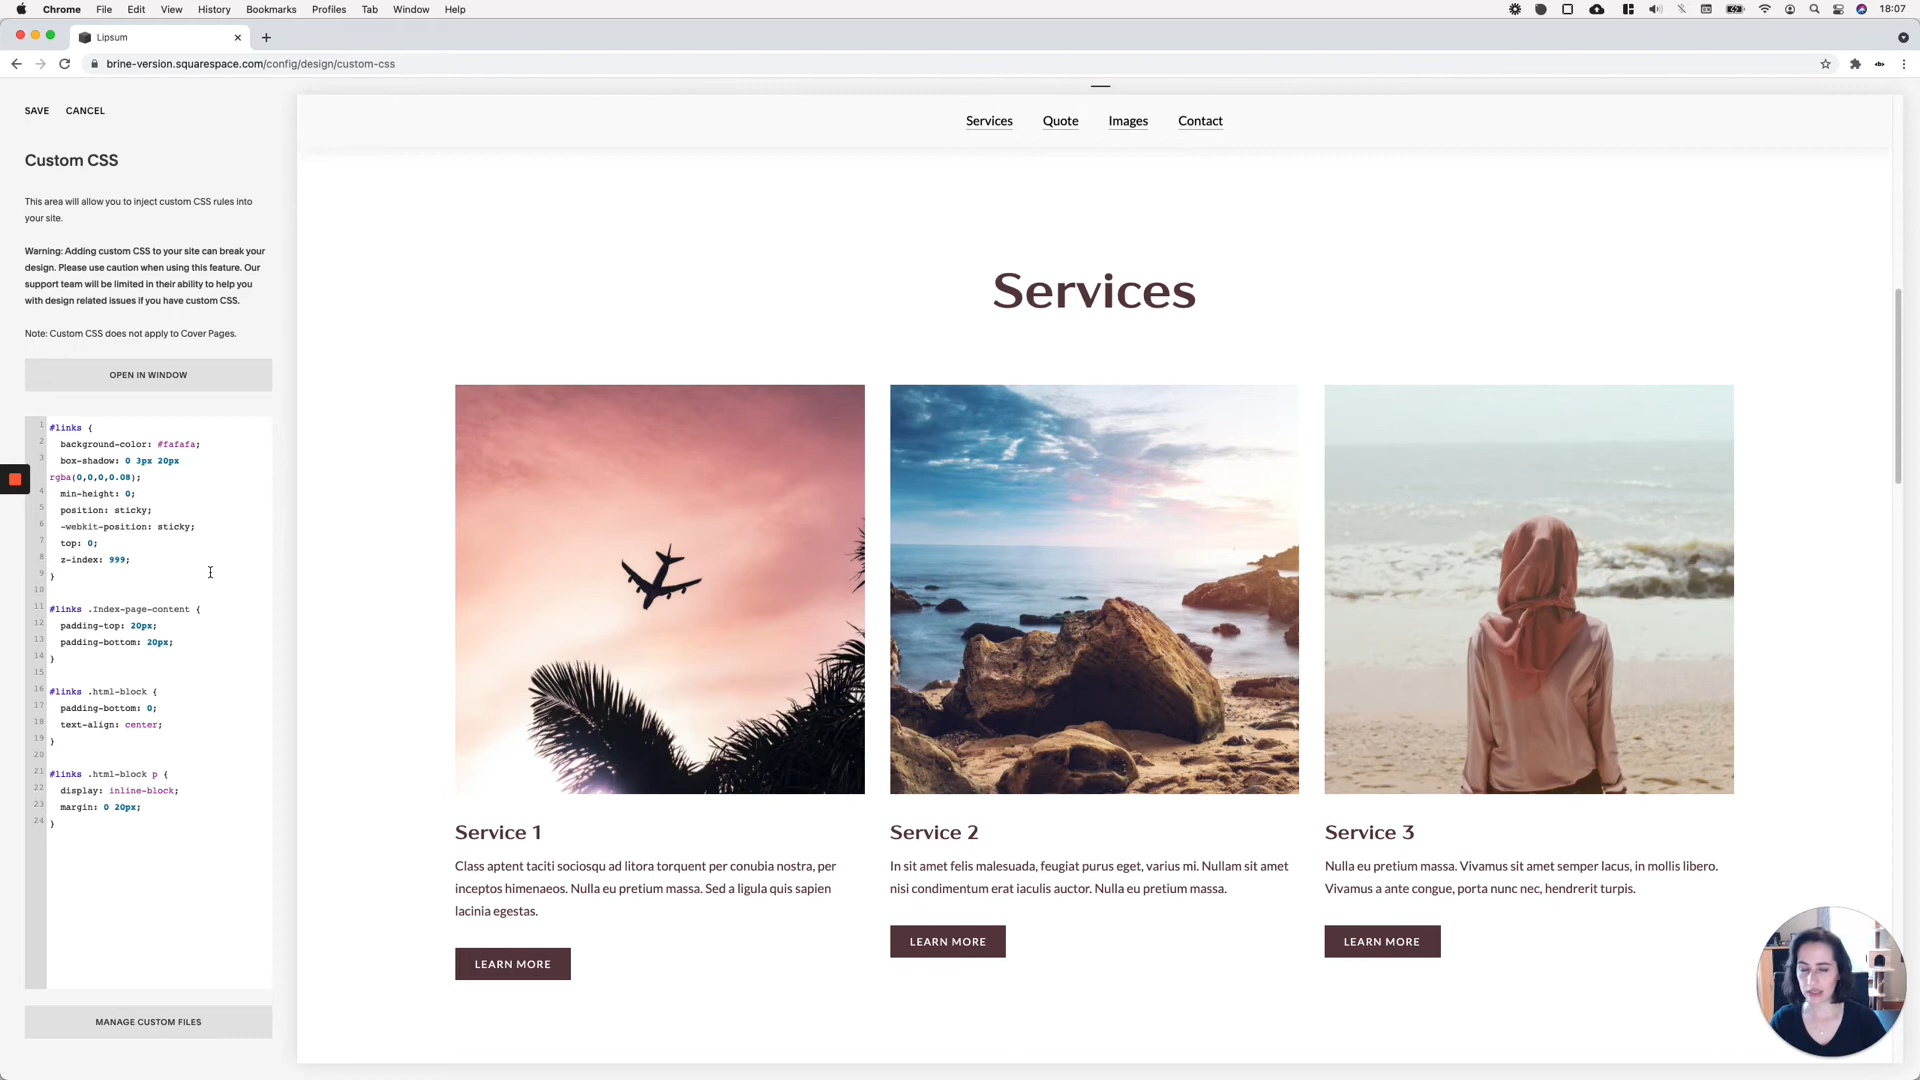 Chrome File Edit View History Bookmarks Profiles Tab Window Help 18:07
Lipsum
brine-version.squarespace.com/config/design/custom-css
SAVE CANCEL
Custom CSS
This area will allow you to inject custom CSS rules into
your site.
Warning: Adding custom CSS to your site can break your
design. Please use caution when using this feature. Our
support team will be limited in their ability to help you
with design related issues if you have custom CSS.
Note: Custom CSS does not apply to Cover Pages.
OPEN IN WINDOW
1 #links {
2 background-color: #fafafa;
3 box-shadow: 0 3px 20px
rgba(0,0,0,0.08);
4 min-height: 0;
5 position: sticky;
6 -webkit-position: sticky;
7 top: 0;
8 z-index: 999;
9 }
10
11 #links .Index-page-content {
12 padding-top: 20px;
13 padding-bottom: 20px;
14 }
15
16 #links .html-block {
17 padding-bottom: 0;
18 text-align: center;
19 }
20
21 #links .html-block p {
22 display: inline-block;
23 margin: 0 20px;
24 }
MANAGE CUSTOM FILES
Services Quote Images Contact
Services
Service 1
Class aptent taciti sociosqu ad litora torquent per conubia nostra, per
inceptos himenaeos. Nulla eu pretium massa. Sed a ligula quis sapien
lacinia egestas.
LEARN MORE
Service 2
In sit amet felis malesuada, feugiat purus eget, varius mi. Nullam sit amet
nisi condimentum erat iaculis auctor. Nulla eu pretium massa.
LEARN MORE
Service 3
Nulla eu pretium massa. Vivamus sit amet semper lacus, in mollis libero.
Vivamus a ante congue, porta nunc nec, hendrerit turpis.
LEARN MORE